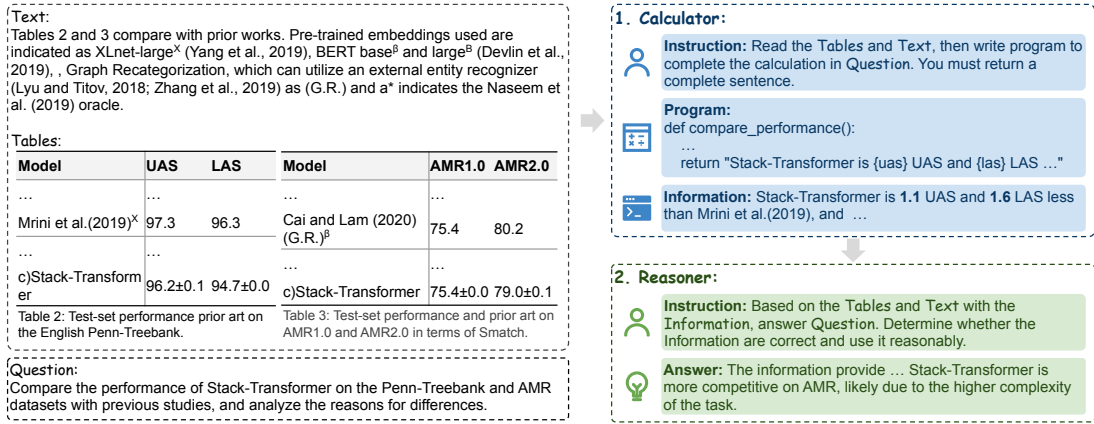 Text:
Tables 2 and 3 compare with prior works. Pre-trained embeddings used are
indicated as XLnet-largeˣ (Yang et al., 2019), BERT baseᵝ and largeᴮ (Devlin et al.,
2019), , Graph Recategorization, which can utilize an external entity recognizer
(Lyu and Titov, 2018; Zhang et al., 2019) as (G.R.) and a* indicates the Naseem et
al. (2019) oracle.
Tables:
Model UAS LAS
… …
Mrini et al.(2019)ˣ 97.3 96.3
… …
c)Stack-Transform
er 96.2±0.1 94.7±0.0
Table 2: Test-set performance prior art on
the English Penn-Treebank.
Model AMR1.0 AMR2.0
… …
Cai and Lam (2020)
(G.R.)ᵝ 75.4 80.2
… …
c)Stack-Transformer 75.4±0.0 79.0±0.1
Table 3: Test-set performance and prior art on
AMR1.0 and AMR2.0 in terms of Smatch.
Question:
Compare the performance of Stack-Transformer on the Penn-Treebank and AMR
datasets with previous studies, and analyze the reasons for differences.
1. Calculator:
Instruction: Read the Tables and Text, then write program to
complete the calculation in Question. You must return a
complete sentence.
Program:
def compare_performance():
…
return "Stack-Transformer is {uas} UAS and {las} LAS …"
Information: Stack-Transformer is 1.1 UAS and 1.6 LAS less
than Mrini et al.(2019), and …
2. Reasoner:
Instruction: Based on the Tables and Text with the
Information, answer Question. Determine whether the
Information are correct and use it reasonably.
Answer: The information provide … Stack-Transformer is
more competitive on AMR, likely due to the higher complexity
of the task.